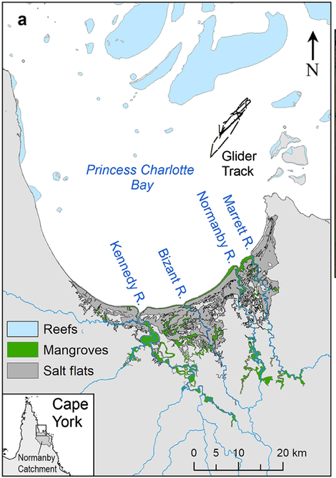 a
N
Glider
Track
Princess Charlotte
Bay
Kennedy R.
Bizant R.
Normanby R.
Marrett R.
Reefs
Mangroves
Salt flats
Cape
York
Normanby
Catchment
0 5 10 20 km